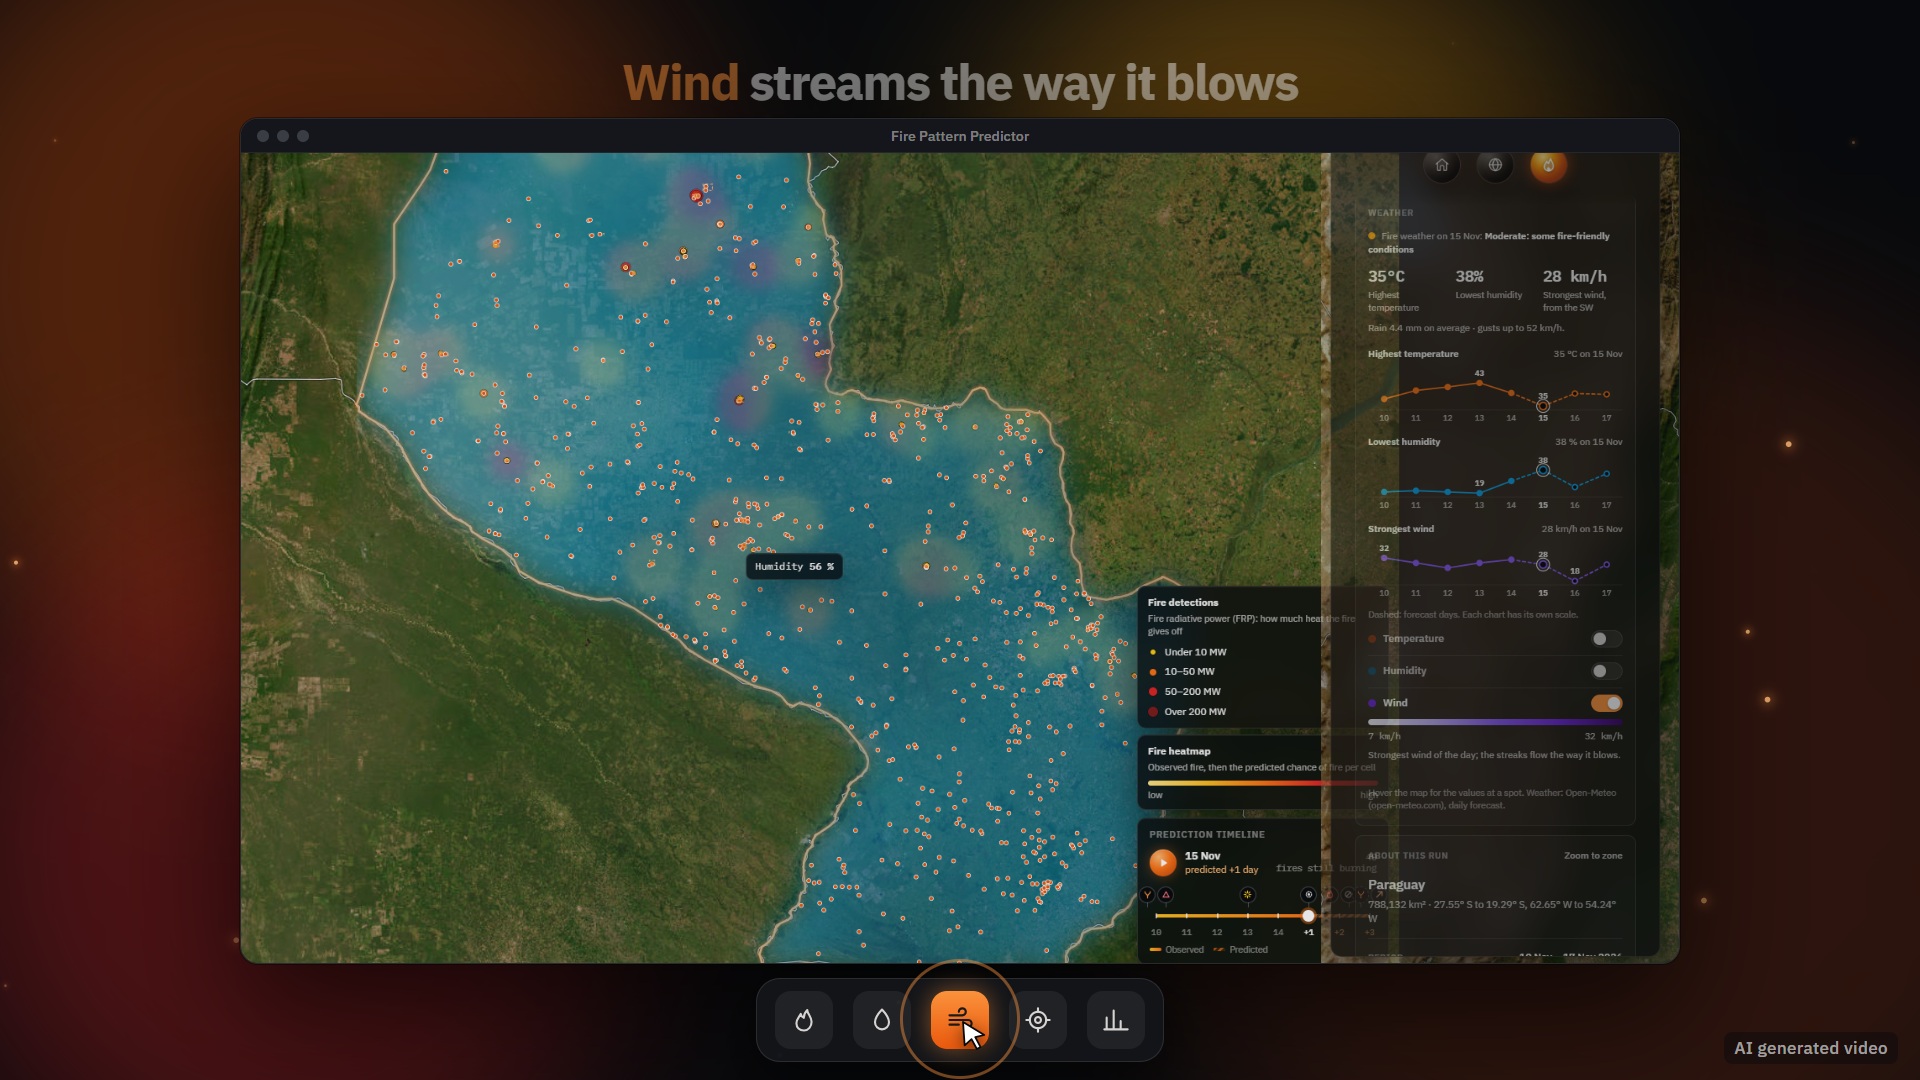 Wind streams the way it blows
Fire Pattern Predictor
WEATHER
Fire weather on 15 Nov: Moderate: some fire-friendly
conditions
35°C 38% 28 km/h
Highest
temperature
Lowest humidity
Strongest wind,
from the SW
Rain 4.4 mm on average · gusts up to 52 km/h.
Highest temperature 35 °C on 15 Nov
43
35
10 11 12 13 14 15 16 17
Lowest humidity 38 % on 15 Nov
38
19
10 11 12 13 14 15 16 17
Strongest wind 28 km/h on 15 Nov
32
28
18
10 11 12 13 14 15 16 17
Dashed: forecast days. Each chart has its own scale.
Temperature
Humidity
Wind
7 km/h 32 km/h
Strongest wind of the day; the streaks flow the way it blows.
Hover the map for the values at a spot. Weather: Open-Meteo
(open-meteo.com), daily forecast.
ABOUT THIS RUN Zoom to zone
Paraguay
788,132 km² · 27.55° S to 19.29° S, 62.65° W to 54.24°
W
Humidity 56 %
Fire detections
Fire radiative power (FRP): how much heat the fire
gives off
Under 10 MW
10–50 MW
50–200 MW
Over 200 MW
Fire heatmap
Observed fire, then the predicted chance of fire per cell
low high
PREDICTION TIMELINE
15 Nov
predicted +1 day fires still burning
10 11 12 13 14 +1 +2 +3
Observed Predicted
AI generated video